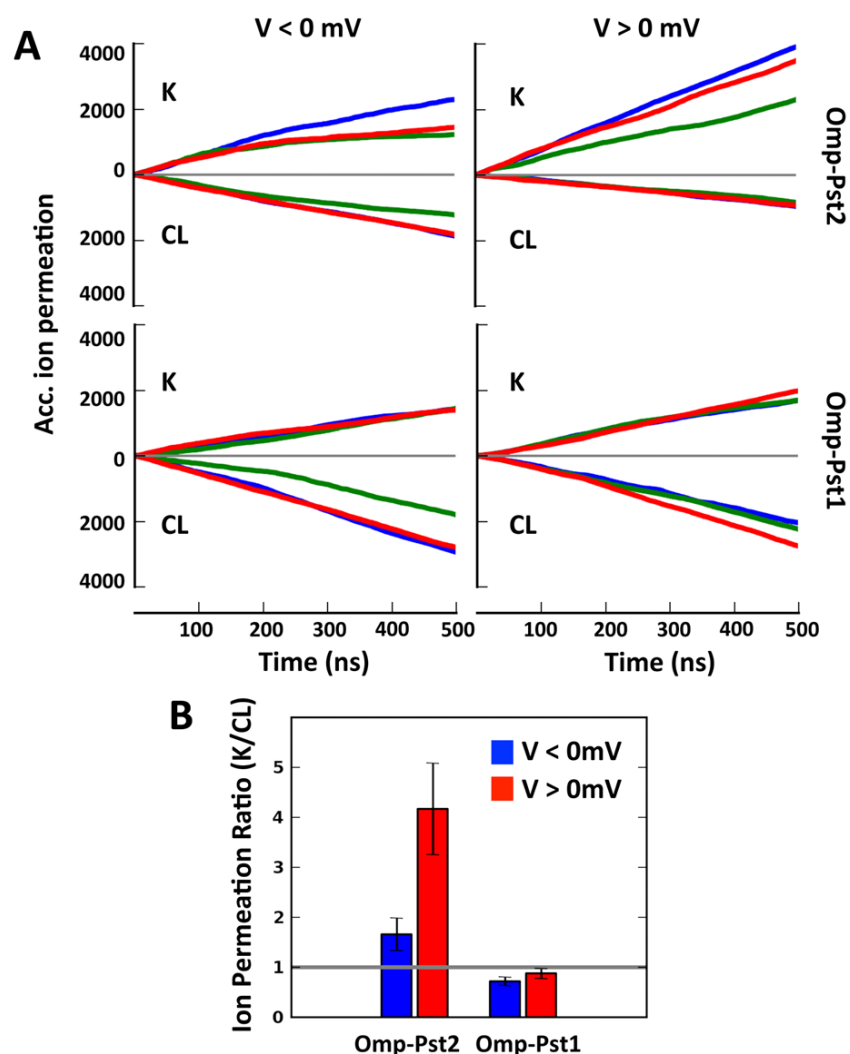 A
V < 0 mV
V > 0 mV
Acc. ion permeation
4000
2000
0
2000
4000
K
CL
K
CL
Omp-Pst2
4000
2000
0
2000
4000
K
CL
K
CL
Omp-Pst1
100 200 300 400 500
100 200 300 400 500
Time (ns)
Time (ns)
B
Ion Permeation Ratio (K/CL)
5
4
3
2
1
0
V < 0mV
V > 0mV
Omp-Pst2 Omp-Pst1